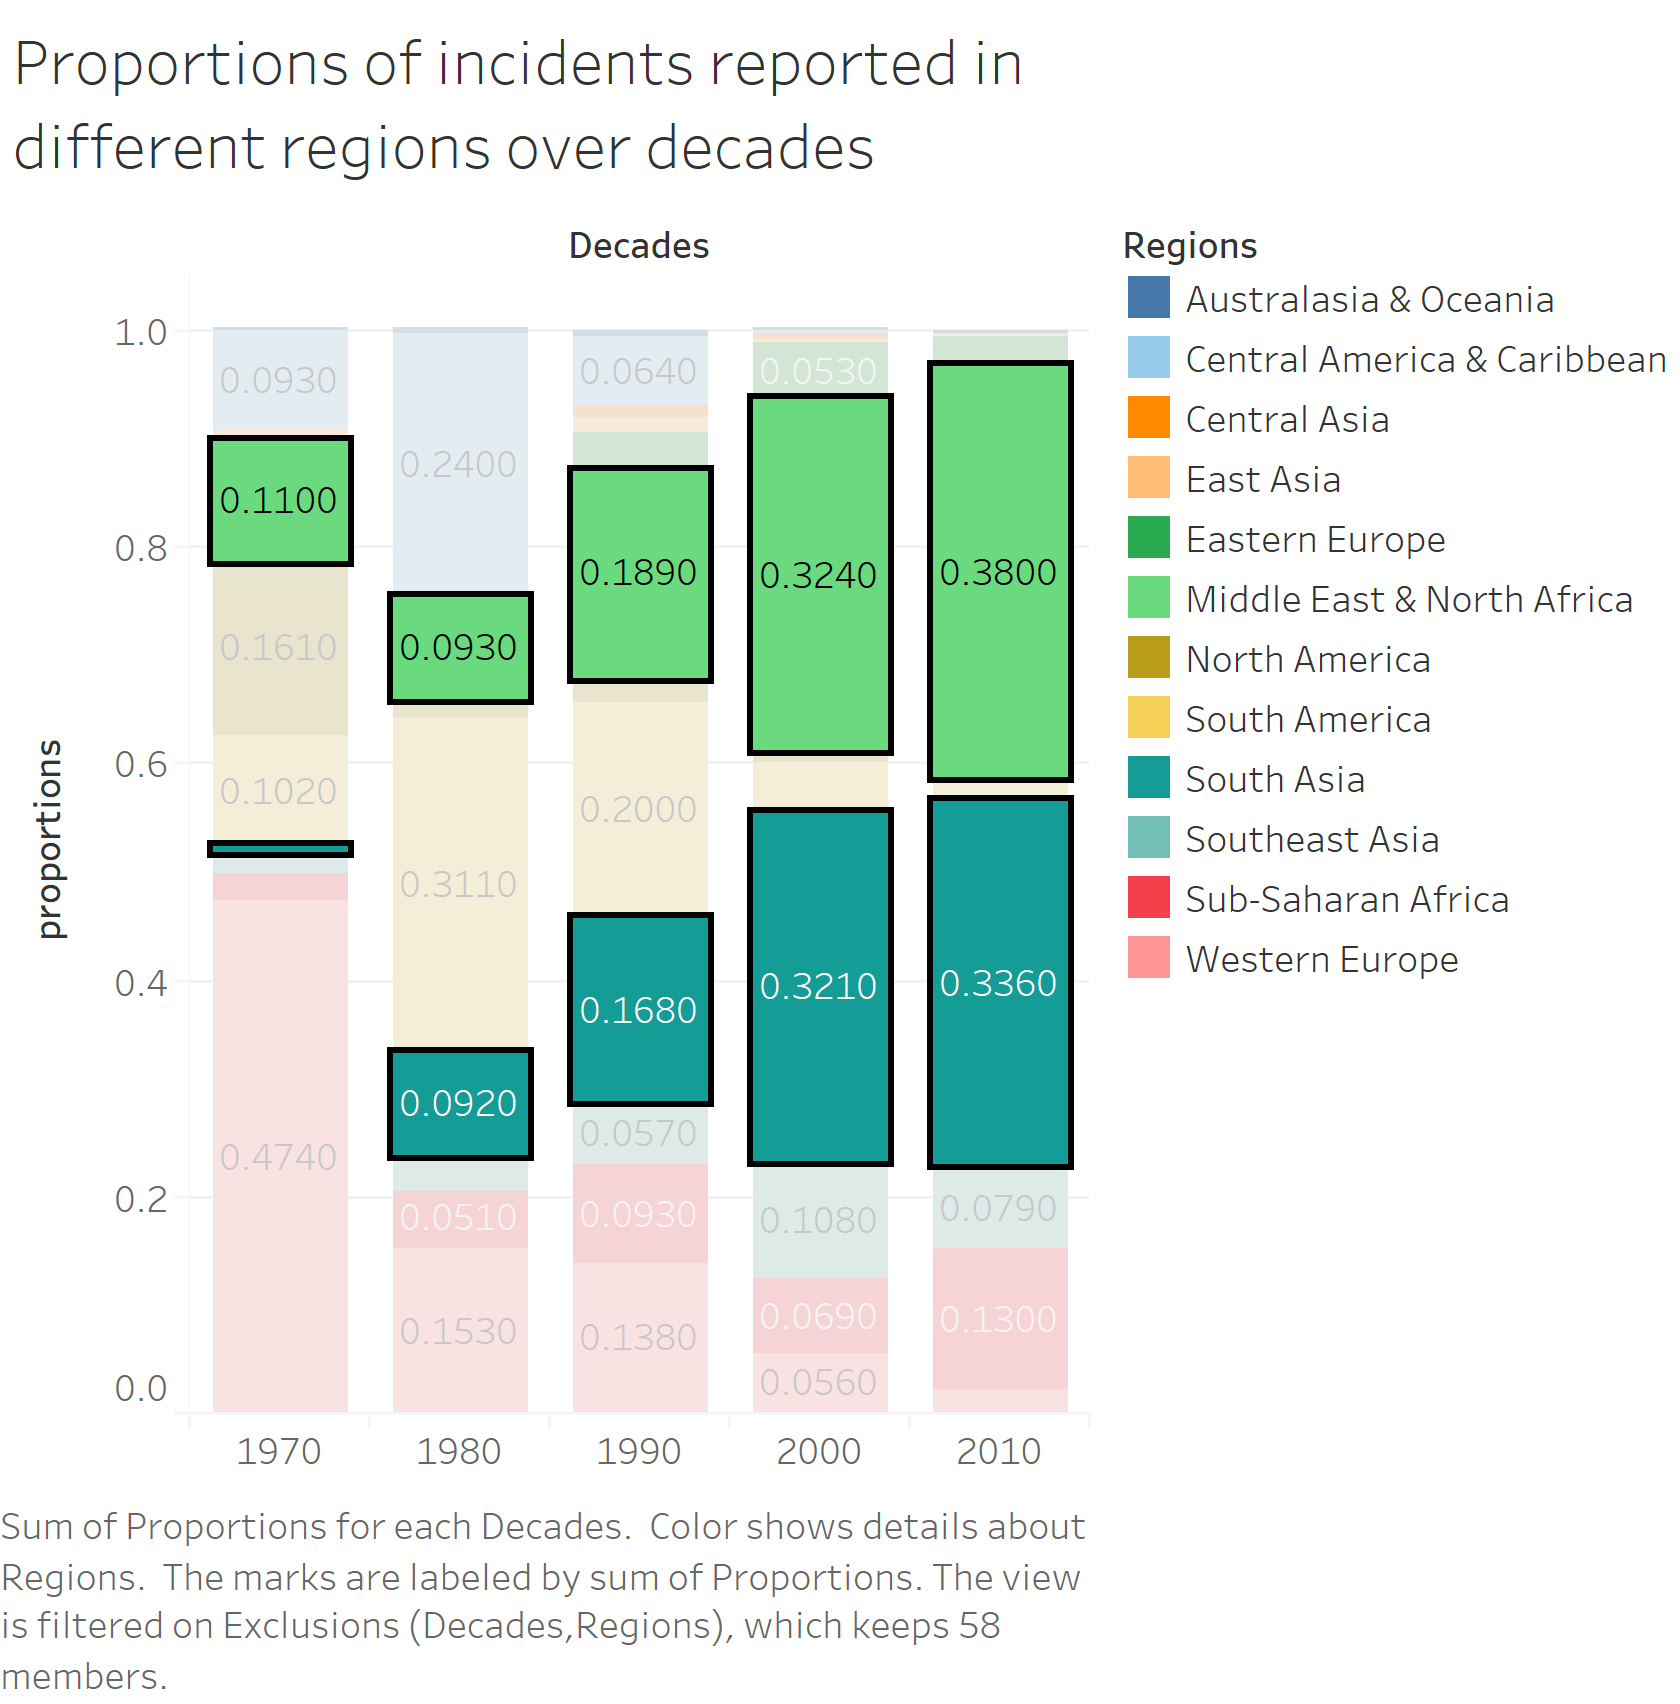 Proportions of incidents reported in
different regions over decades
Decades
Regions
Australasia & Oceania
Central America & Caribbean
Central Asia
East Asia
Eastern Europe
Middle East & North Africa
North America
South America
South Asia
Southeast Asia
Sub-Saharan Africa
Western Europe
proportions
1.0
0.8
0.6
0.4
0.2
0.0
0.0930
0.1100
0.1610
0.1020
0.4740
0.2400
0.0930
0.3110
0.0920
0.0510
0.1530
0.0640
0.1890
0.2000
0.1680
0.0570
0.0930
0.1380
0.0530
0.3240
0.3210
0.1080
0.0690
0.0560
0.3800
0.3360
0.0790
0.1300
1970
1980
1990
2000
2010
Sum of Proportions for each Decades.  Color shows details about
Regions.  The marks are labeled by sum of Proportions. The view
is filtered on Exclusions (Decades,Regions), which keeps 58
members.